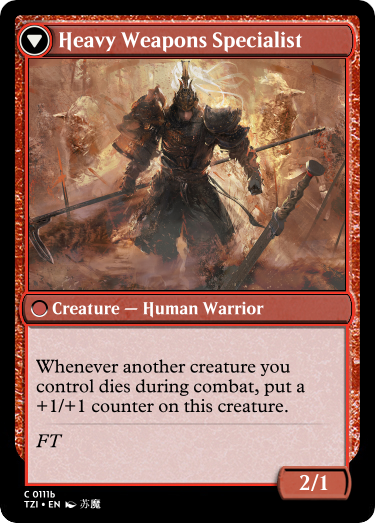 Heavy Weapons Specialist
Creature — Human Warrior
Whenever another creature you
control dies during combat, put a
+1/+1 counter on this creature.
FT
2/1
C 0111b
TZI • EN 苏魔